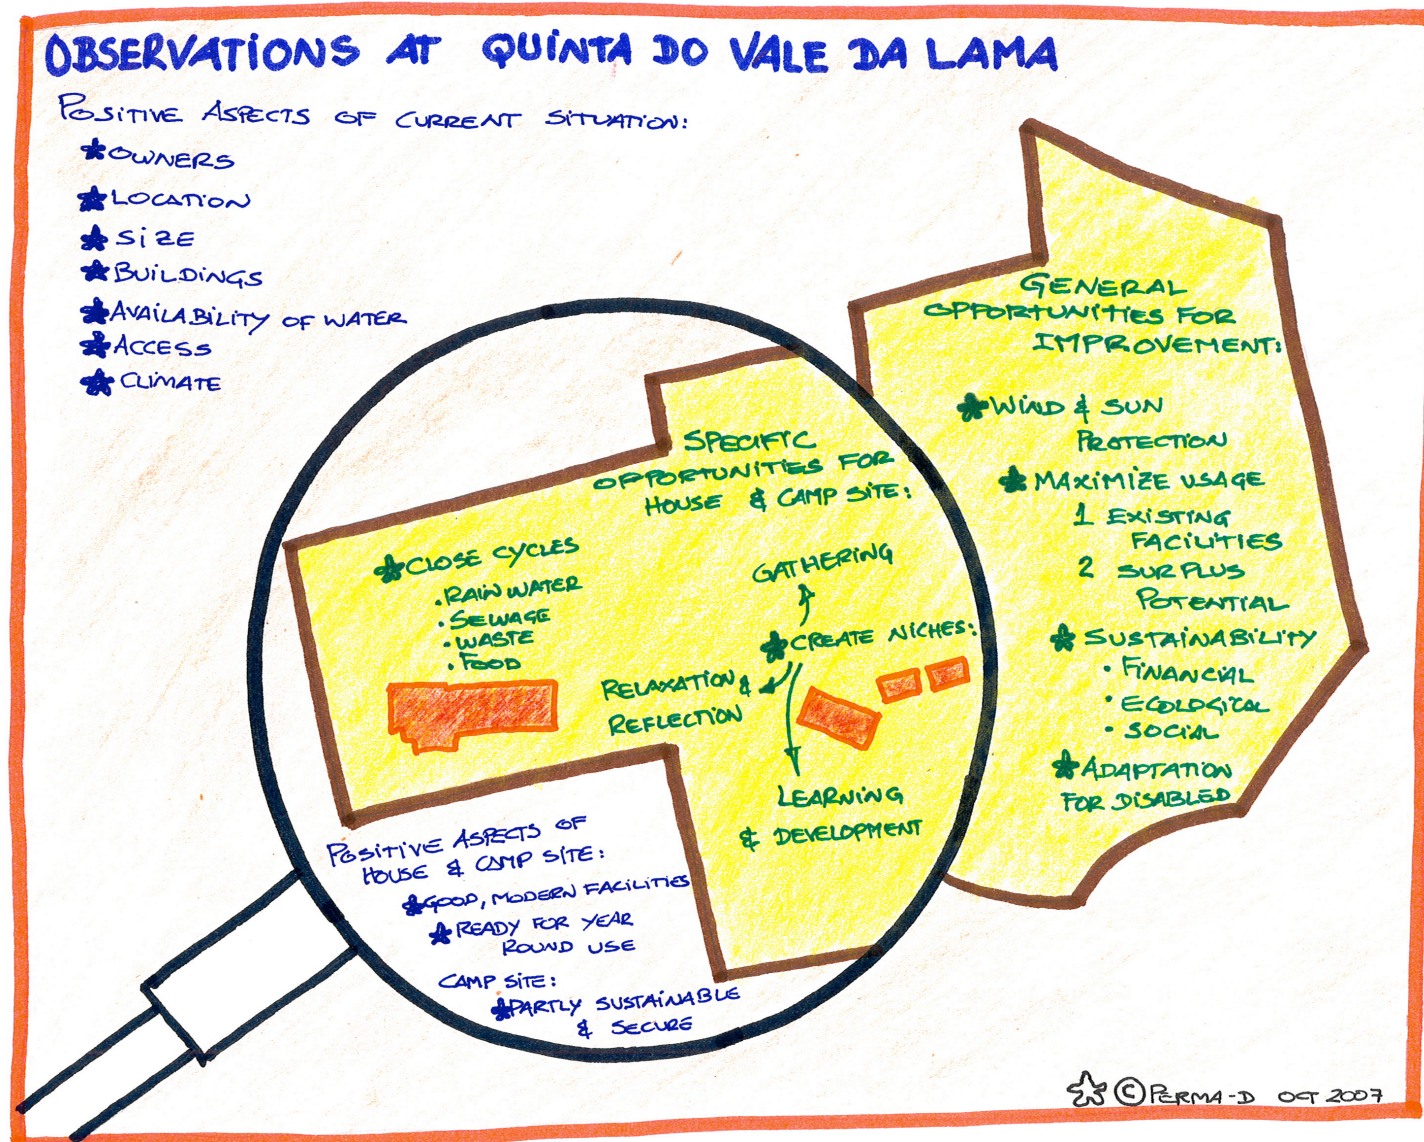 OBSERVATIONS AT QUINTA DO VALE DA LAMA
POSITIVE ASPECTS OF CURRENT SITUATION:
OWNERS
LOCATION
SIZE
BUILDINGS
AVAILABILITY OF WATER
ACCESS
CLIMATE
GENERAL
OPPORTUNITIES FOR
IMPROVEMENT:
WIND & SUN
PROTECTION
MAXIMIZE USAGE
1 EXISTING
FACILITIES
2 SURPLUS
POTENTIAL
SUSTAINABILITY
• FINANCIAL
• ECOLOGICAL
• SOCIAL
ADAPTATION
FOR DISABLED
SPECIFIC
OPPORTUNITIES FOR
HOUSE & CAMP SITE:
CLOSE CYCLES
• RAIN WATER
• SEWAGE
• WASTE
• FOOD
GATHERING
CREATE NICHES:
RELAXATION &
REFLECTION
LEARNING
& DEVELOPMENT
POSITIVE ASPECTS OF
HOUSE & CAMP SITE:
GOOD, MODERN FACILITIES
READY FOR YEAR
ROUND USE
CAMP SITE:
PARTLY SUSTAINABLE
& SECURE
© PERMA-D OCT 2007